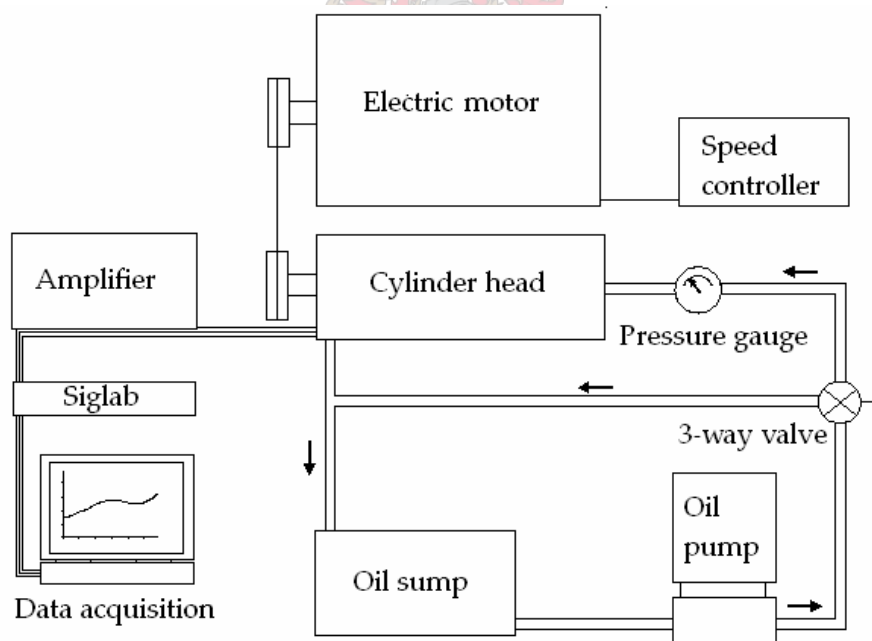 Electric motor
Speed
controller
Amplifier
Cylinder head
Pressure gauge
Siglab
3-way valve
Oil
pump
Oil sump
Data acquisition